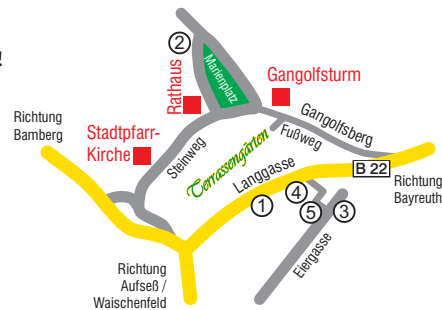 !
2
Marienplatz
Rathaus
Gangolfsturm
Richtung
Bamberg
Stadtpfarr-
Kirche
Steinweg
Terrassengärten
Fußweg
Gangolfsberg
Langgasse
B 22
Richtung
Bayreuth
1
4
5
3
Eiergasse
Richtung
Aufseß /
Waischenfeld